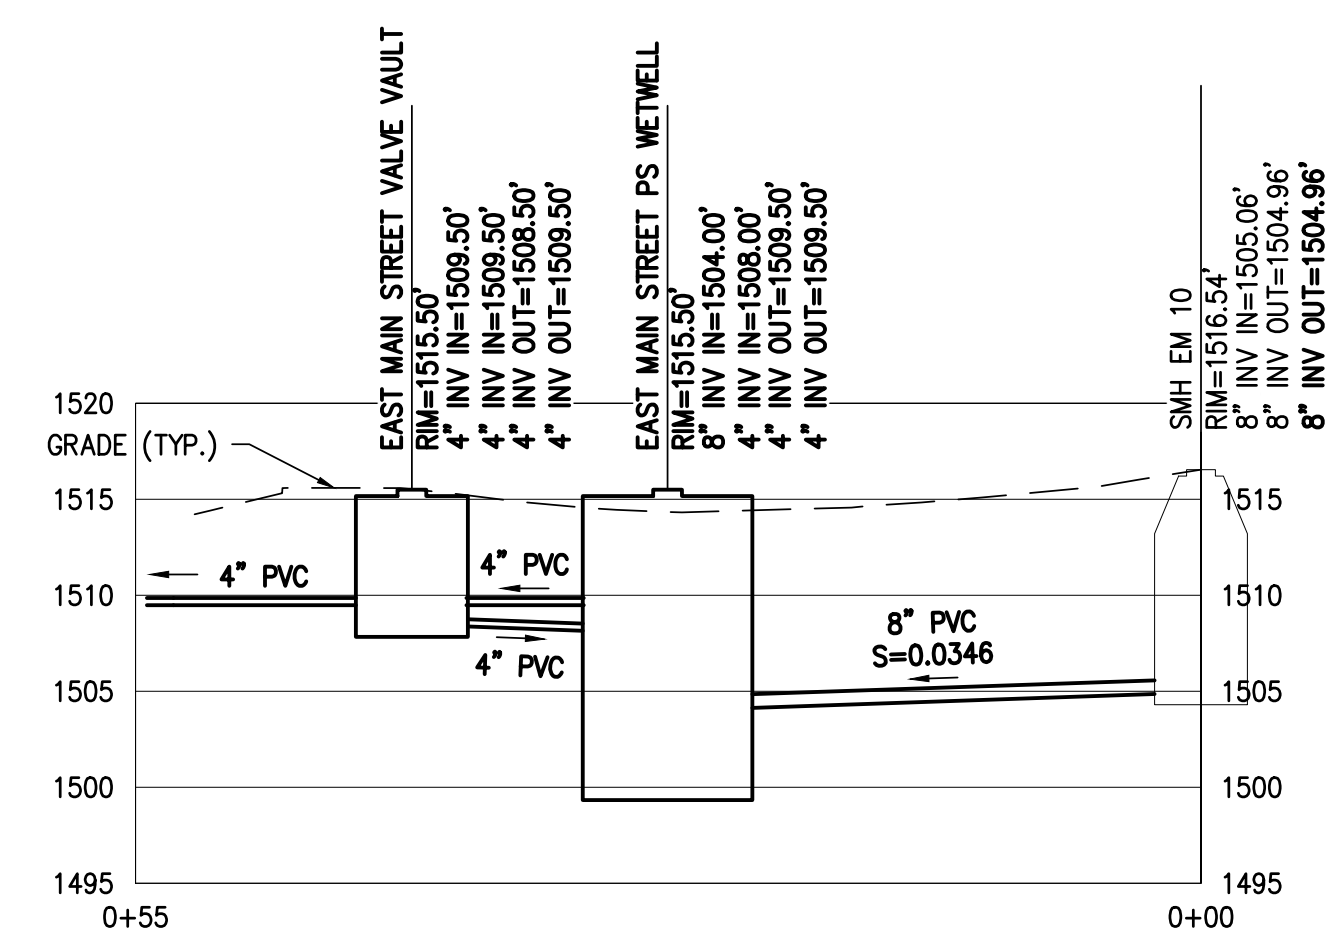 EAST MAIN STREET VALVE VAULT
RIM=1515.50'
4" INV IN=1509.50'
4" INV IN=1509.50'
4" INV OUT=1508.50'
4" INV OUT=1509.50'
EAST MAIN STREET PS WETWELL
RIM=1515.50'
8" INV IN=1504.00'
4" INV IN=1508.00'
4" INV OUT=1509.50'
4" INV OUT=1509.50'
SMH EM 10
RIM=1516.54'
8" INV IN=1505.06'
8" INV OUT=1504.96'
8" INV OUT=1504.96'
1520
GRADE (TYP.)
1515
1515
4" PVC
4" PVC
1510
1510
8" PVC
S=0.0346
4" PVC
1505
1505
1500
1500
1495
1495
0+55
0+00